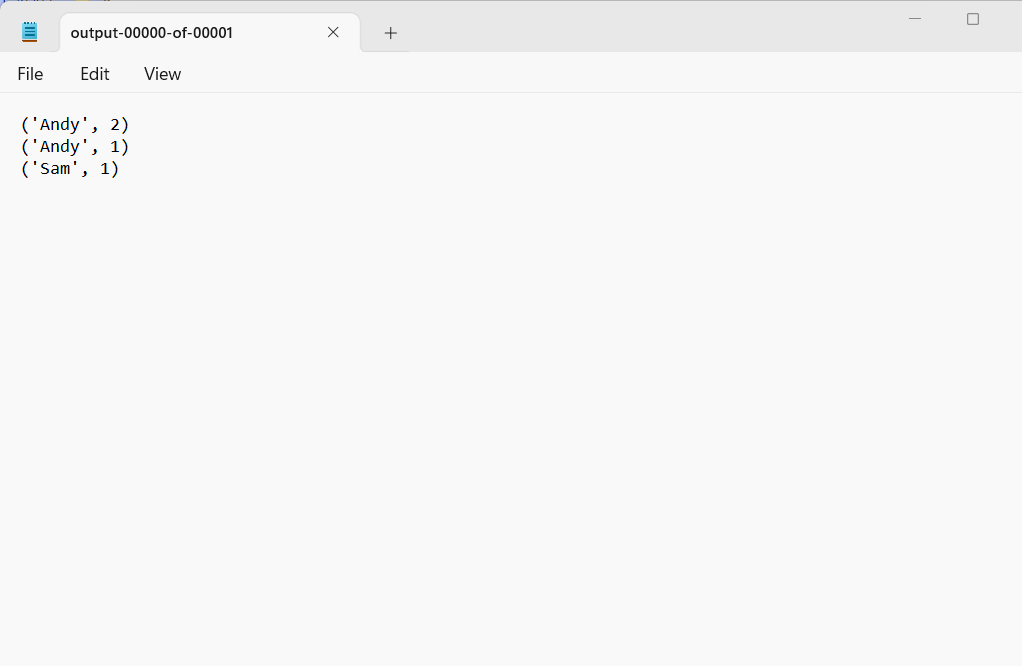 output-00000-of-00001
File Edit View
('Andy', 2)
('Andy', 1)
('Sam', 1)